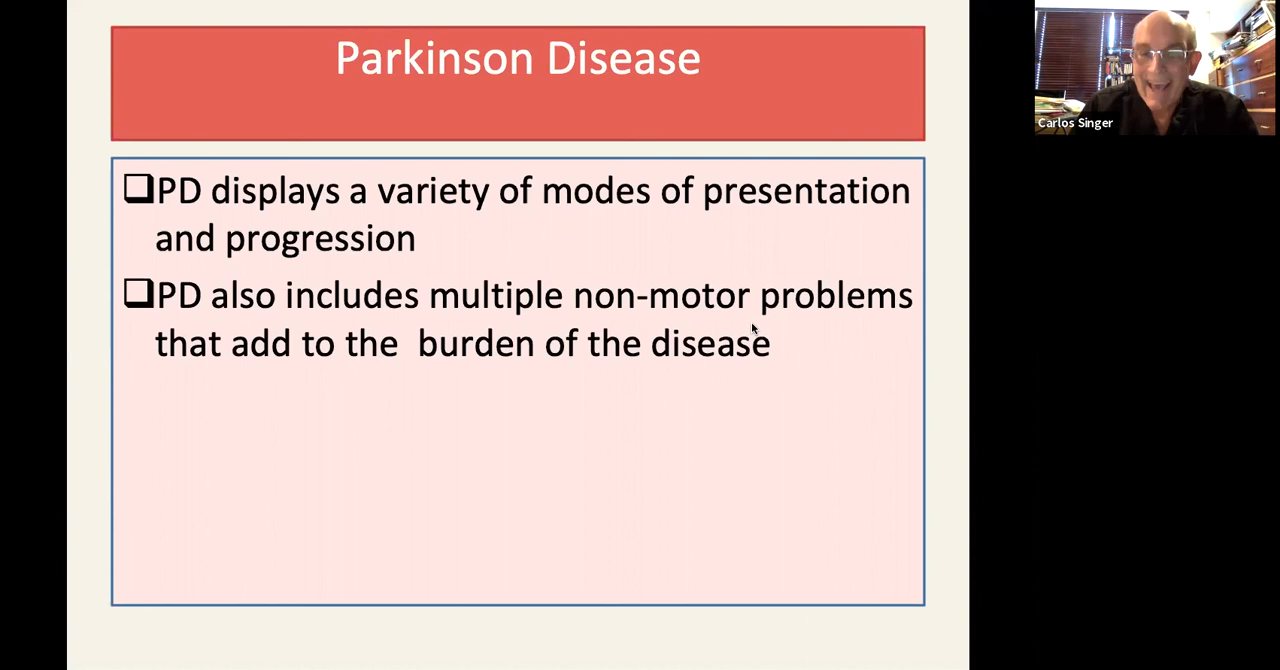 Parkinson Disease
❑PD displays a variety of modes of presentation
and progression
❑PD also includes multiple non-motor problems
that add to the  burden of the disease
Carlos Singer